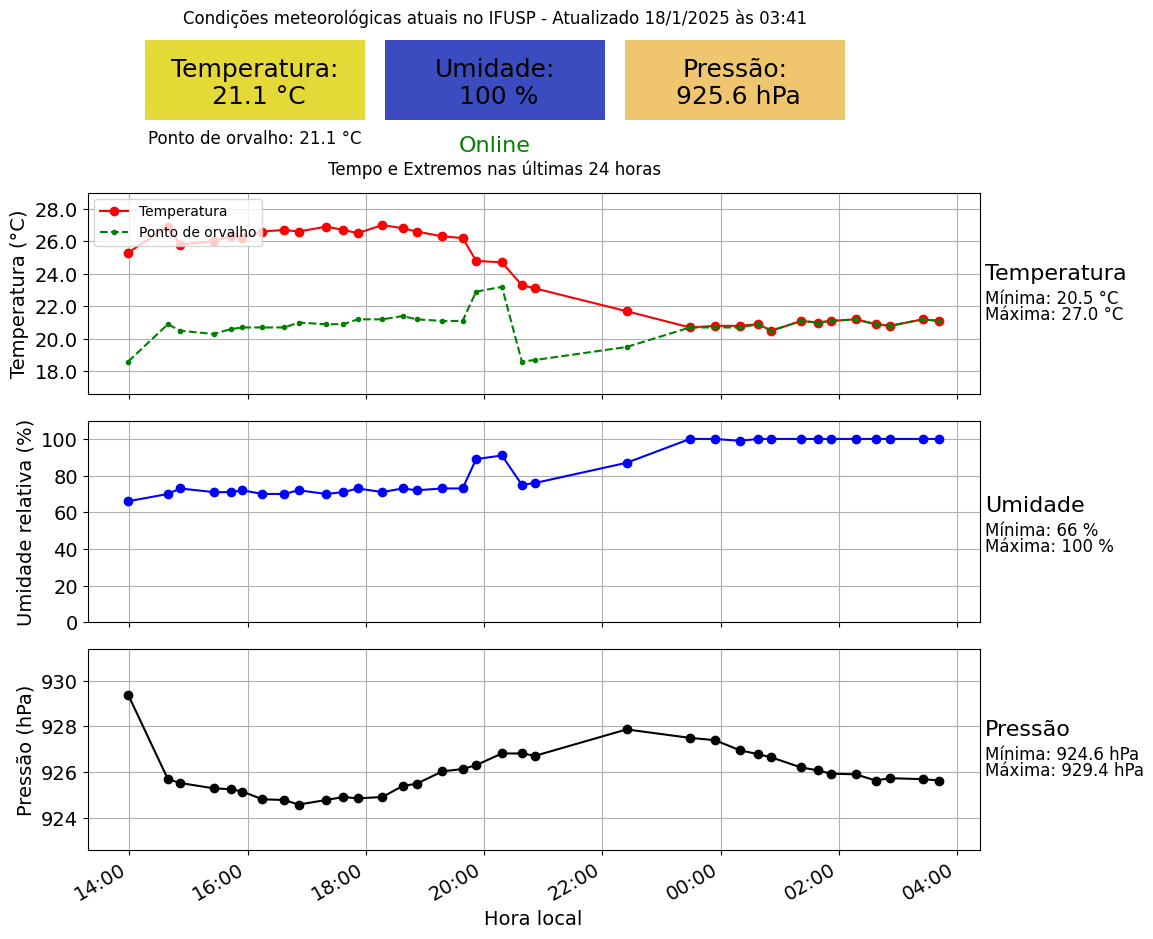 Condições meteorológicas atuais no IFUSP - Atualizado 18/1/2025 às 03:41
Temperatura:
21.1 °C
Umidade:
100 %
Pressão:
925.6 hPa
Ponto de orvalho: 21.1 °C
Online
Tempo e Extremos nas últimas 24 horas
Temperatura (°C)
28.0
26.0
24.0
22.0
20.0
18.0
Temperatura
Ponto de orvalho
Temperatura
Mínima: 20.5 °C
Máxima: 27.0 °C
Umidade relativa (%)
100
80
60
40
20
0
Umidade
Mínima: 66 %
Máxima: 100 %
Pressão (hPa)
930
928
926
924
Pressão
Mínima: 924.6 hPa
Máxima: 929.4 hPa
14:00
16:00
18:00
20:00
22:00
00:00
02:00
04:00
Hora local